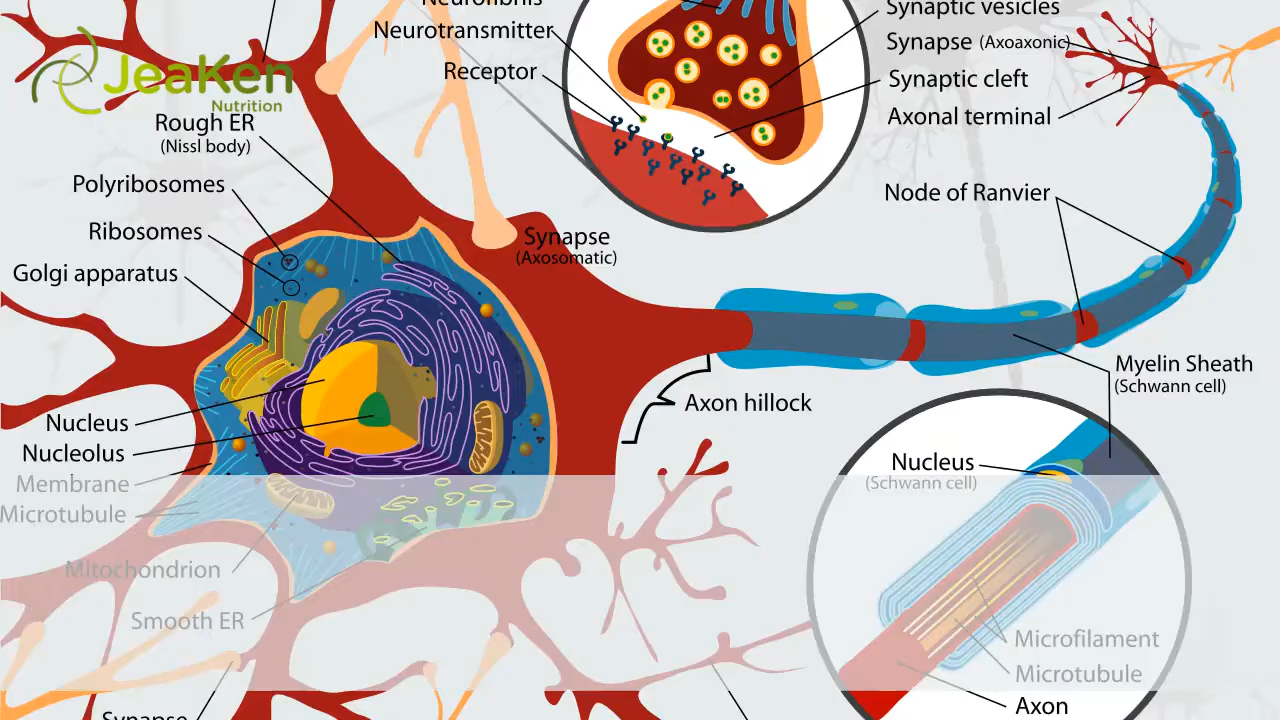 Neurofibrils
Neurotransmitter
Receptor
Synaptic vesicles
Synapse (Axoaxonic)
Synaptic cleft
Axonal terminal
JeaKen
Nutrition
Rough ER
(Nissl body)
Polyribosomes
Ribosomes
Golgi apparatus
Synapse
(Axosomatic)
Node of Ranvier
Myelin Sheath
(Schwann cell)
Axon hillock
Nucleus
Nucleolus
Membrane
Microtubule
Mitochondrion
Smooth ER
Nucleus
(Schwann cell)
Microfilament
Microtubule
Axon
Synapse